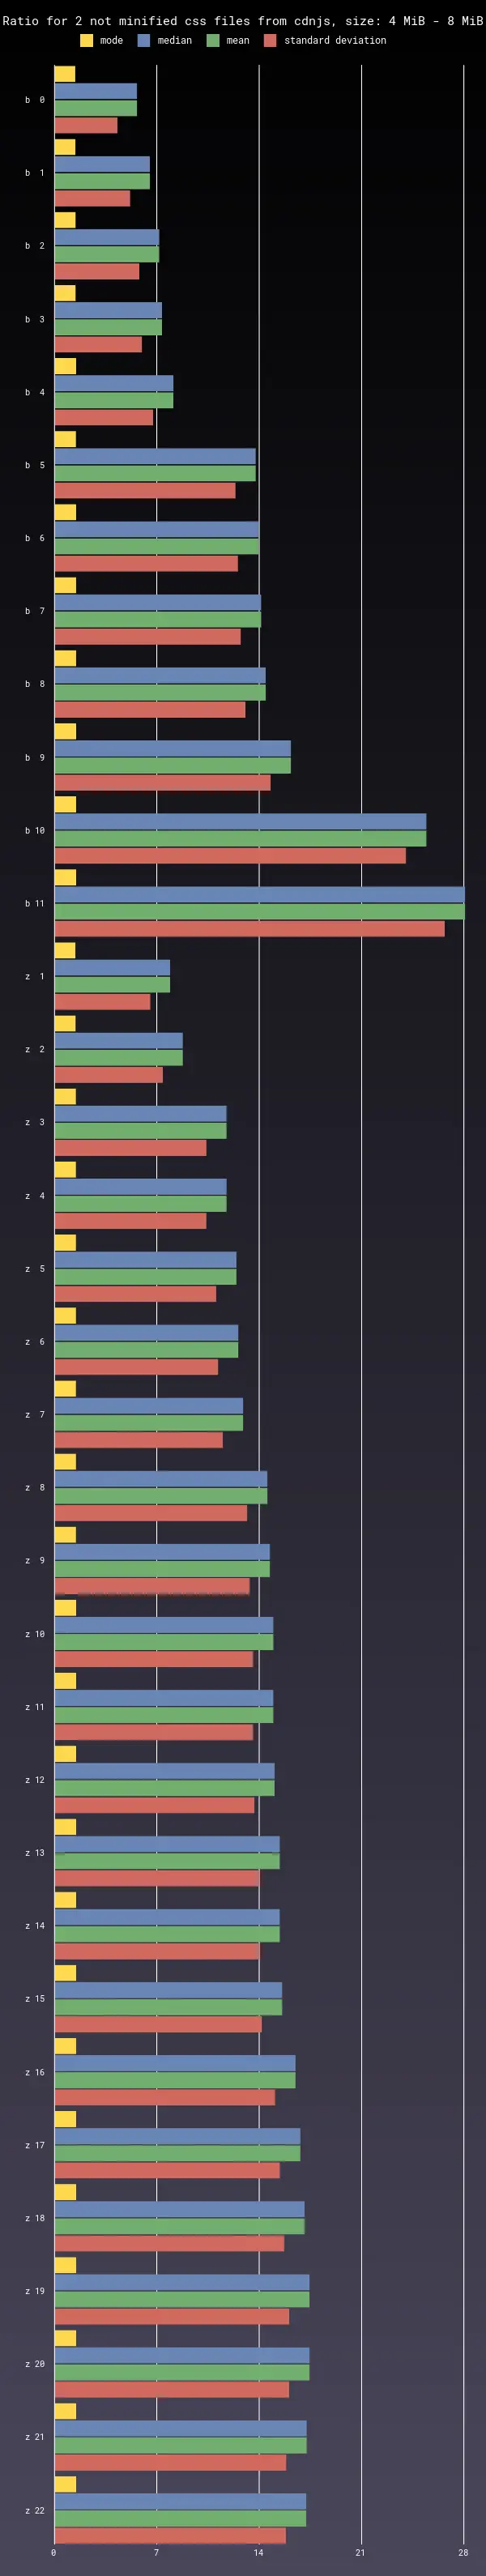 Ratio for 2 not minified css files from cdnjs, size: 4 MiB - 8 MiB
mode median mean standard deviation
b 0
b 1
b 2
b 3
b 4
b 5
b 6
b 7
b 8
b 9
b 10
b 11
z 1
z 2
z 3
z 4
z 5
z 6
z 7
z 8
z 9
z 10
z 11
z 12
z 13
z 14
z 15
z 16
z 17
z 18
z 19
z 20
z 21
z 22
0 7 14 21 28